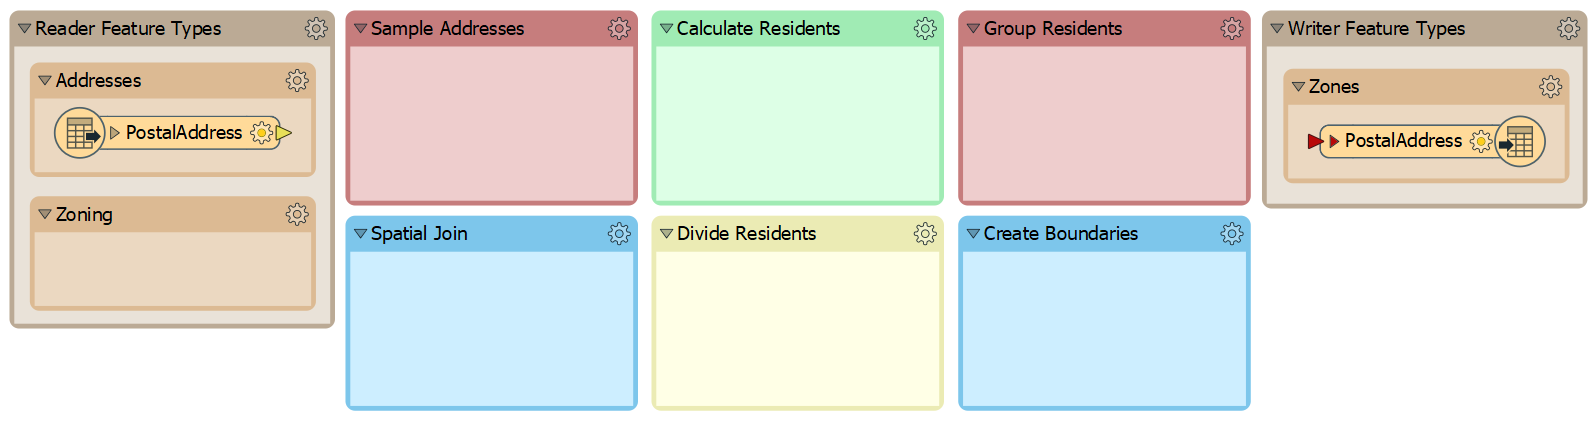 Reader Feature Types
Addresses
PostalAddress
Zoning
Sample Addresses
Spatial Join
Calculate Residents
Divide Residents
Group Residents
Create Boundaries
Writer Feature Types
Zones
PostalAddress